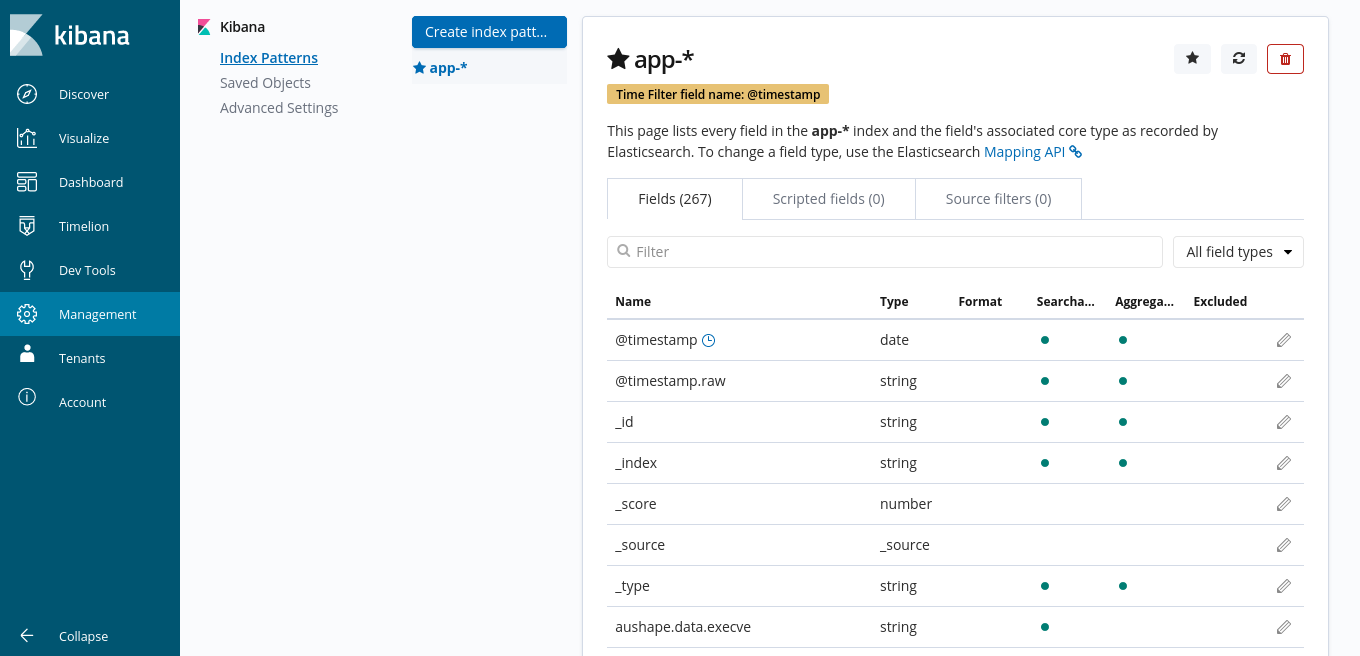 kibana
Discover
Visualize
Dashboard
Timelion
Dev Tools
Management
Tenants
Account
Collapse
Kibana
Index Patterns
Saved Objects
Advanced Settings
Create index patt...
app-*
app-*
Time Filter field name: @timestamp
This page lists every field in the app-* index and the field's associated core type as recorded by
Elasticsearch. To change a field type, use the Elasticsearch Mapping API
Fields (267) Scripted fields (0) Source filters (0)
Filter All field types
Name Type Format Searcha... Aggrega... Excluded
@timestamp date
@timestamp.raw string
_id string
_index string
_score number
_source _source
_type string
aushape.data.execve string